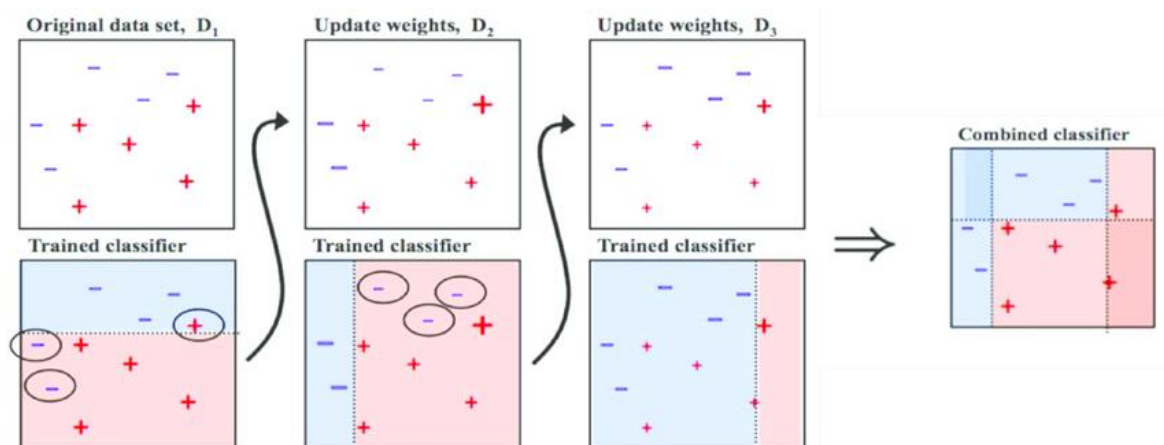 Original data set, D₁
Update weights, D₂
Update weights, D₃
Combined classifier
Trained classifier
Trained classifier
Trained classifier